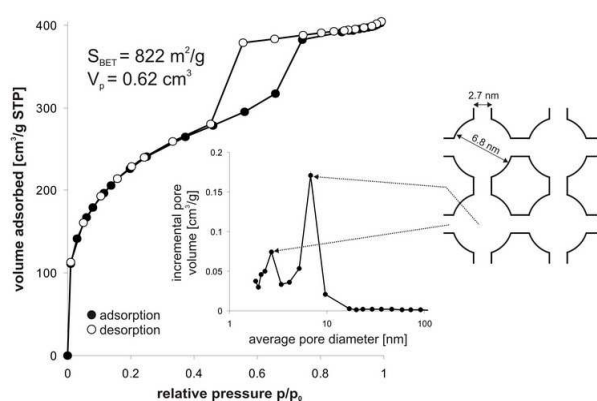 400
S_BET = 822 m²/g
V_p = 0.62 cm³
300
200
100
0
volume adsorbed [cm³/g STP]
adsorption
desorption
0 0.2 0.4 0.6 0.8 1
relative pressure p/p₀
0.2
0.15
0.1
0.05
0
incremental pore
volume [cm³/g]
1 10 100
average pore diameter [nm]
2.7 nm
6.8 nm